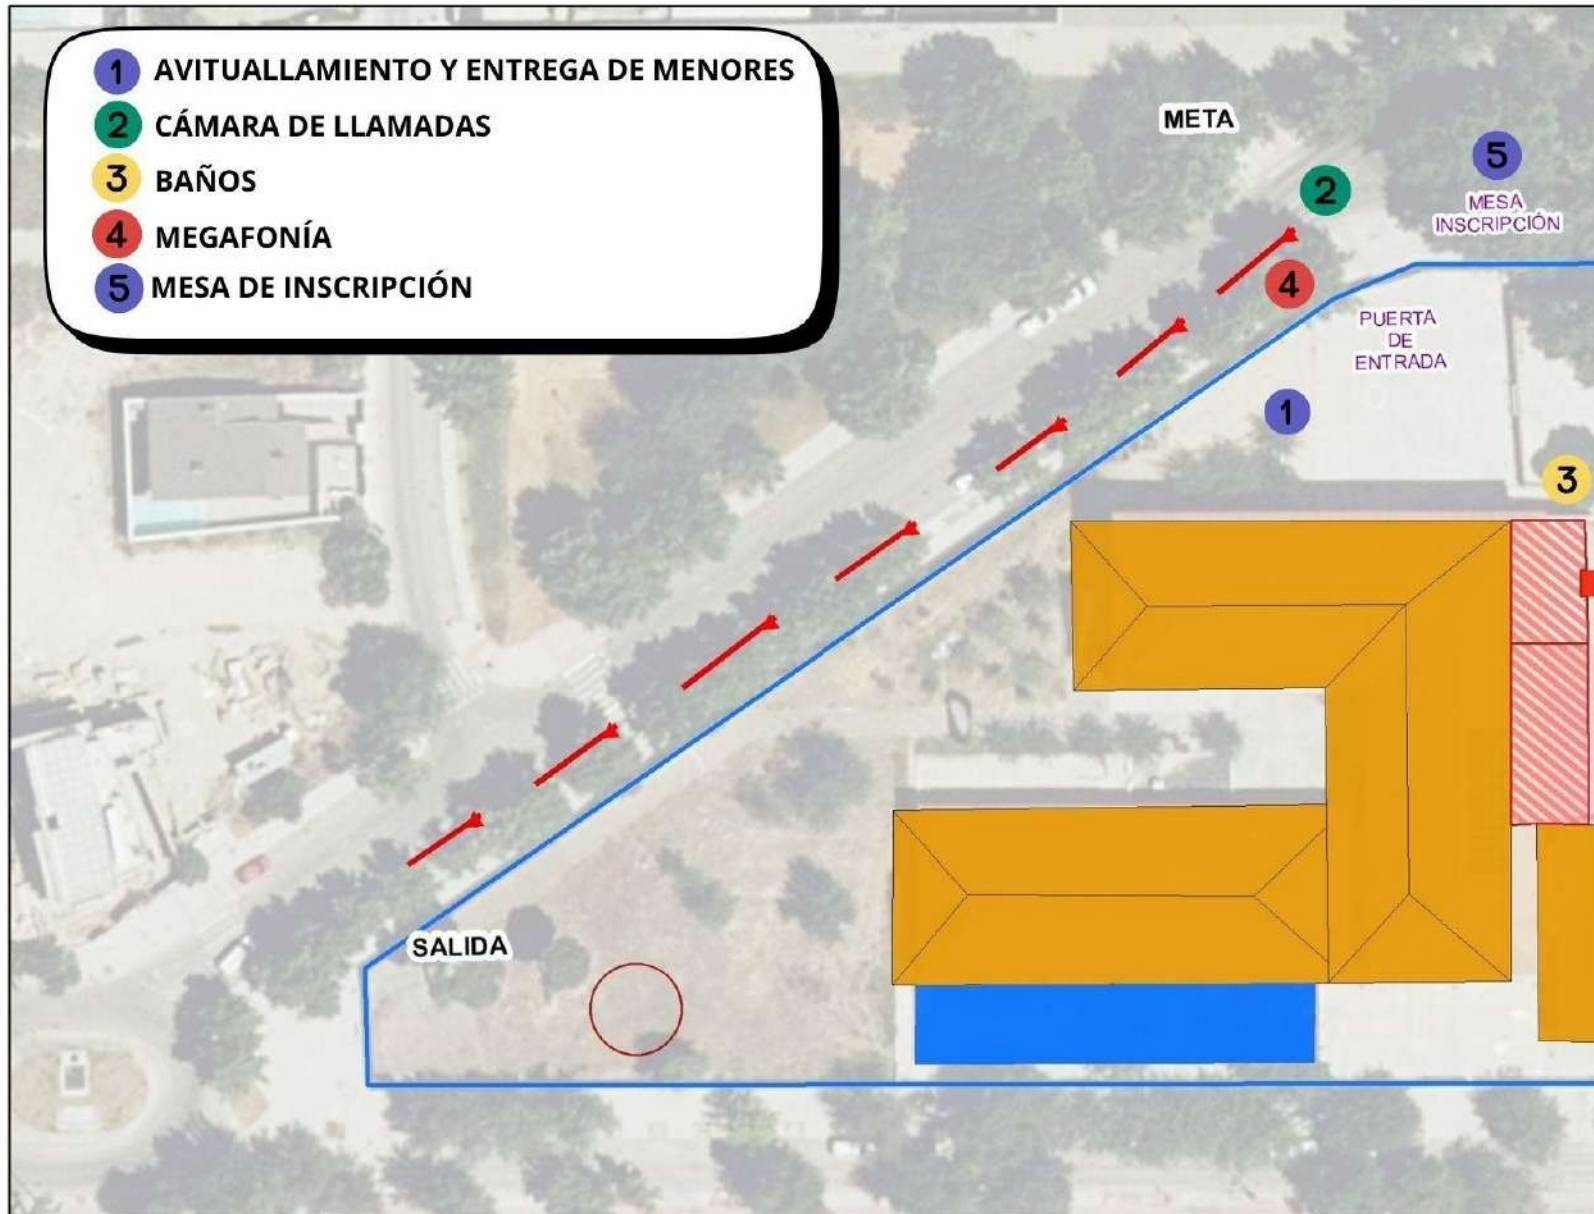 1 AVITUALLAMIENTO Y ENTREGA DE MENORES
2 CÁMARA DE LLAMADAS
3 BAÑOS
4 MEGAFONÍA
5 MESA DE INSCRIPCIÓN
META
5
2
MESA
INSCRIPCIÓN
4
PUERTA
DE
ENTRADA
1
3
SALIDA